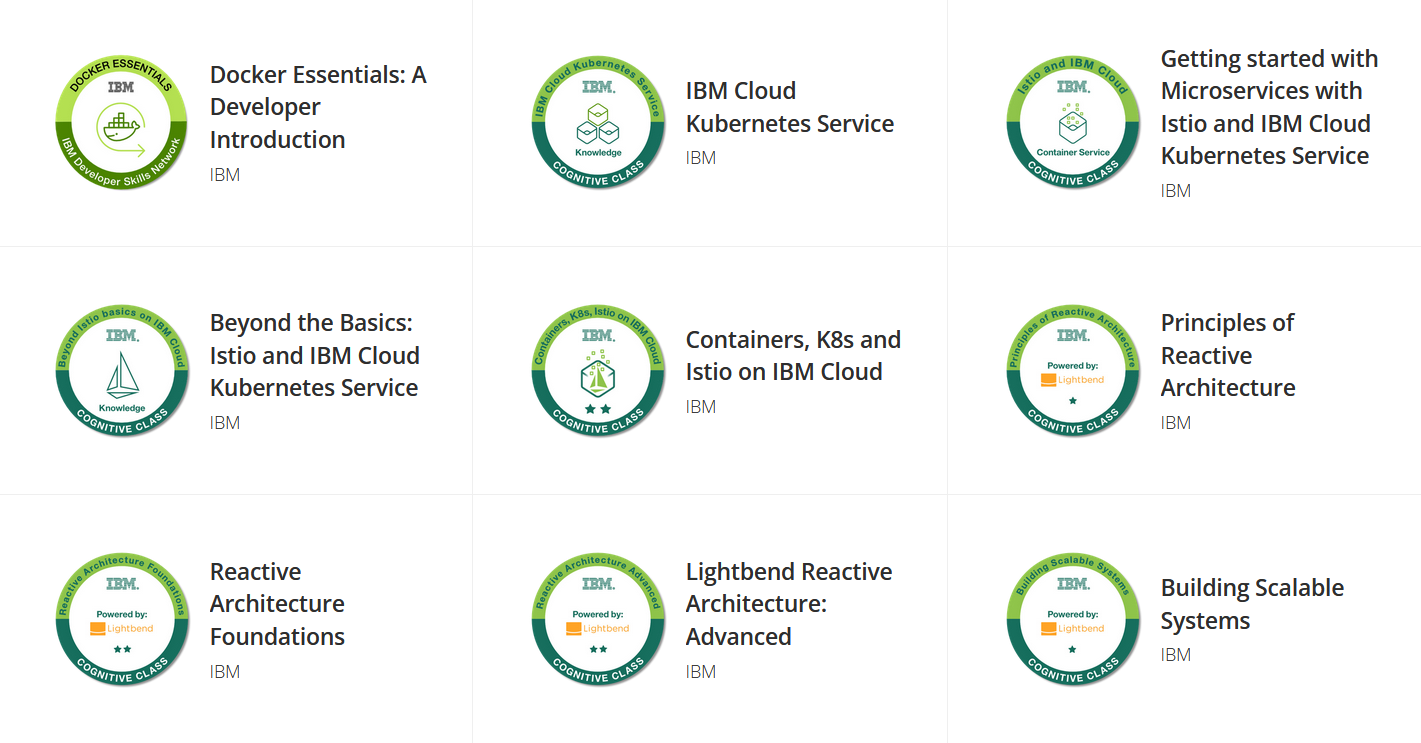 DOCKER ESSENTIALS
IBM
IBM Developer Skills Network
Docker Essentials: A
Developer
Introduction
IBM
IBM Cloud Kubernetes Service
IBM.
Knowledge
COGNITIVE CLASS
IBM Cloud
Kubernetes Service
IBM
Istio and IBM Cloud
IBM.
Container Service
COGNITIVE CLASS
Getting started with
Microservices with
Istio and IBM Cloud
Kubernetes Service
IBM
Beyond Istio basics on IBM Cloud
IBM.
Knowledge
COGNITIVE CLASS
Beyond the Basics:
Istio and IBM Cloud
Kubernetes Service
IBM
Containers, K8s, Istio on IBM Cloud
IBM.
COGNITIVE CLASS
Containers, K8s and
Istio on IBM Cloud
IBM
Principles of Reactive Architecture
IBM.
Powered by:
Lightbend
COGNITIVE CLASS
Principles of
Reactive
Architecture
IBM
Reactive Architecture Foundations
IBM.
Powered by:
Lightbend
COGNITIVE CLASS
Reactive
Architecture
Foundations
IBM
Reactive Architecture Advanced
IBM.
Powered by:
Lightbend
COGNITIVE CLASS
Lightbend Reactive
Architecture:
Advanced
IBM
Building Scalable Systems
IBM.
Powered by:
Lightbend
COGNITIVE CLASS
Building Scalable
Systems
IBM